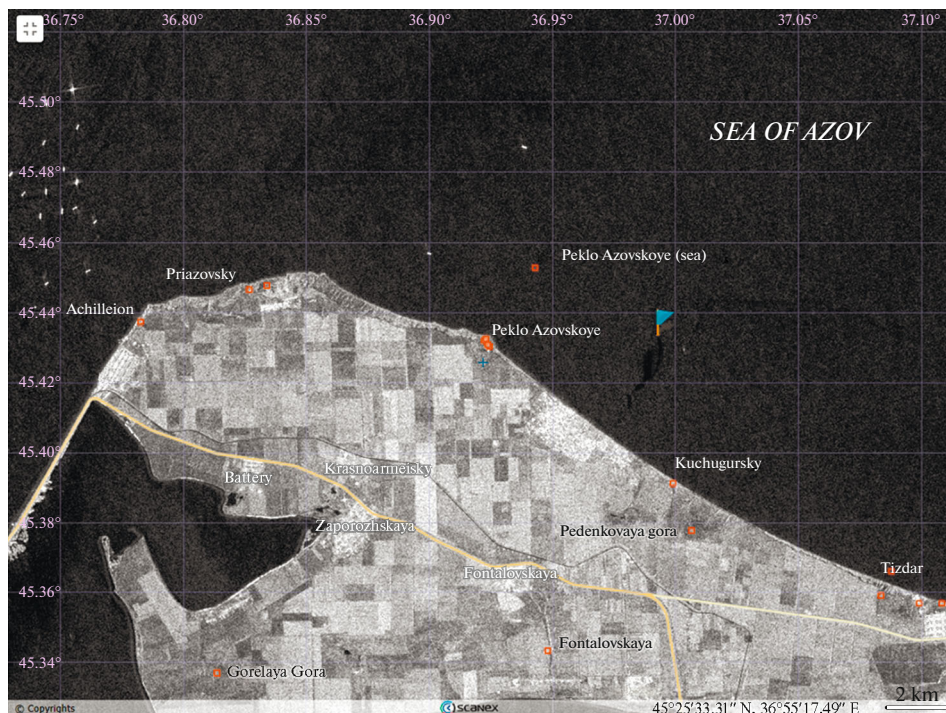 36.75° 36.80° 36.85° 36.90° 36.95° 37.00° 37.05° 37.10°
45.50°
SEA OF AZOV
45.48°
45.46°
Peklo Azovskoye (sea)
Priazovsky
45.44°
Achilleion
Peklo Azovskoye
45.42°
45.40°
Kuchugursky
Krasnoarmeisky
Battery
45.38°
Zaporozhskaya
Pedenkovaya gora
Fontalovskaya
Tizdar
45.36°
Fontalovskaya
45.34°
Gorelaya Gora
2 km
© Copyrights
SCANEX
45°25'33.31" N, 36°55'17.49" E